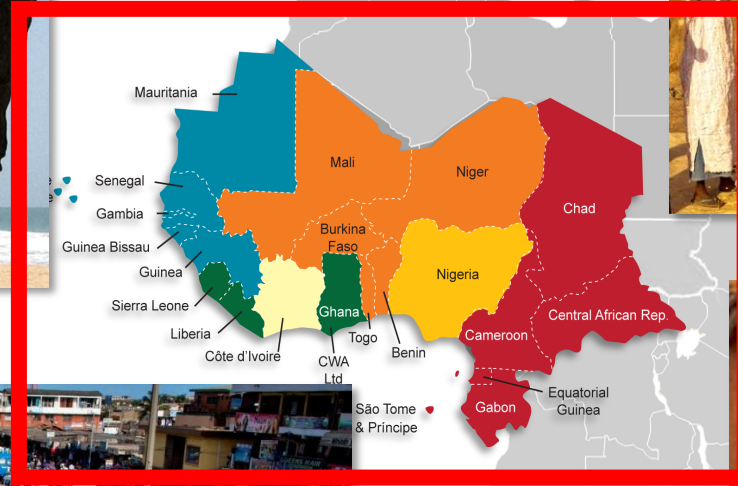 Mauritania
Mali
Niger
Senegal
Chad
Gambia
Burkina
Faso
Guinea Bissau
Guinea
Nigeria
Sierra Leone
Ghana
Central African Rep.
Liberia
Togo
Cameroon
Côte d'Ivoire
Benin
CWA
Ltd
Equatorial
Guinea
São Tome
& Príncipe
Gabon